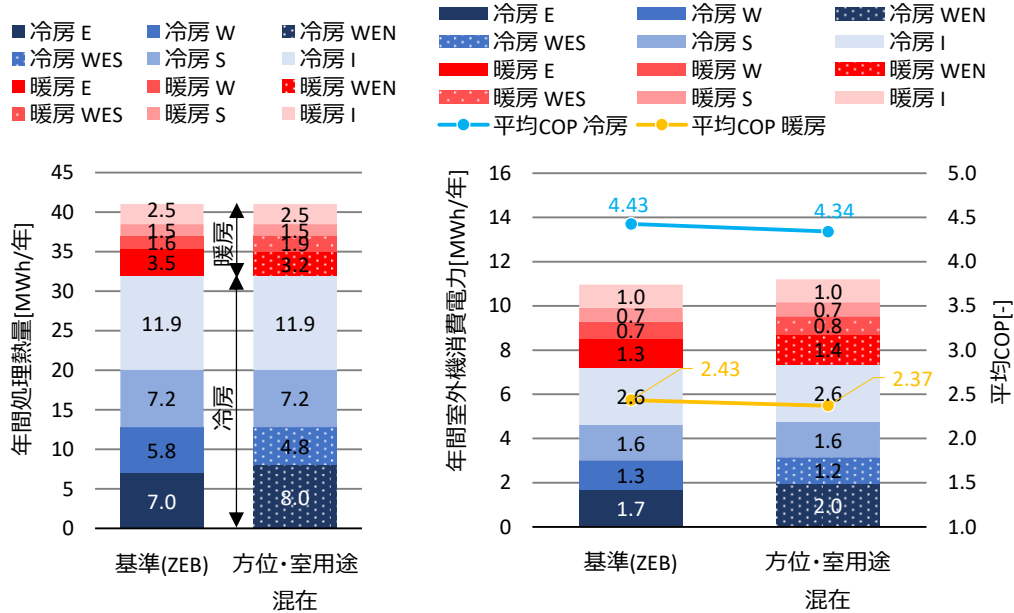 冷房 E 冷房 W 冷房 WEN
冷房 WES 冷房 S 冷房 I
暖房 E 暖房 W 暖房 WEN
暖房 WES 暖房 S 暖房 I
年間処理熱量[MWh/年]
45
40
35
30
25
20
15
10
5
0
2.5 2.5
1.5 1.5
1.6 1.9
3.5 3.2
11.9 11.9
7.2 7.2
5.8 4.8
7.0 8.0
暖房
冷房
基準(ZEB) 方位・室用途
混在
冷房 E 冷房 W 冷房 WEN
冷房 WES 冷房 S 冷房 I
暖房 E 暖房 W 暖房 WEN
暖房 WES 暖房 S 暖房 I
平均COP 冷房 平均COP 暖房
年間室外機消費電力[MWh/年]
16
14
12
10
8
6
4
2
0
4.43 4.34
1.0 1.0
0.7 0.7
0.7 0.8
1.3 1.4
2.43 2.37
2.6 2.6
1.6 1.6
1.3 1.2
1.7 2.0
5.0
4.5
4.0
3.5
3.0
2.5
2.0
1.5
1.0
平均COP[-]
基準(ZEB) 方位・室用途
混在